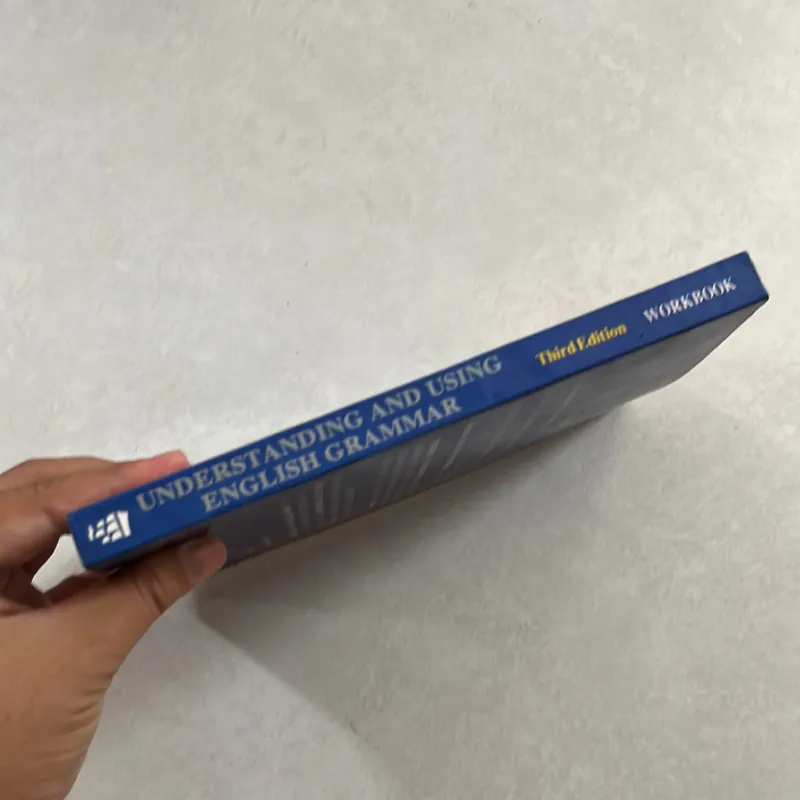 UNDERSTANDING AND USING
ENGLISH GRAMMAR
Third Edition
WORKBOOK